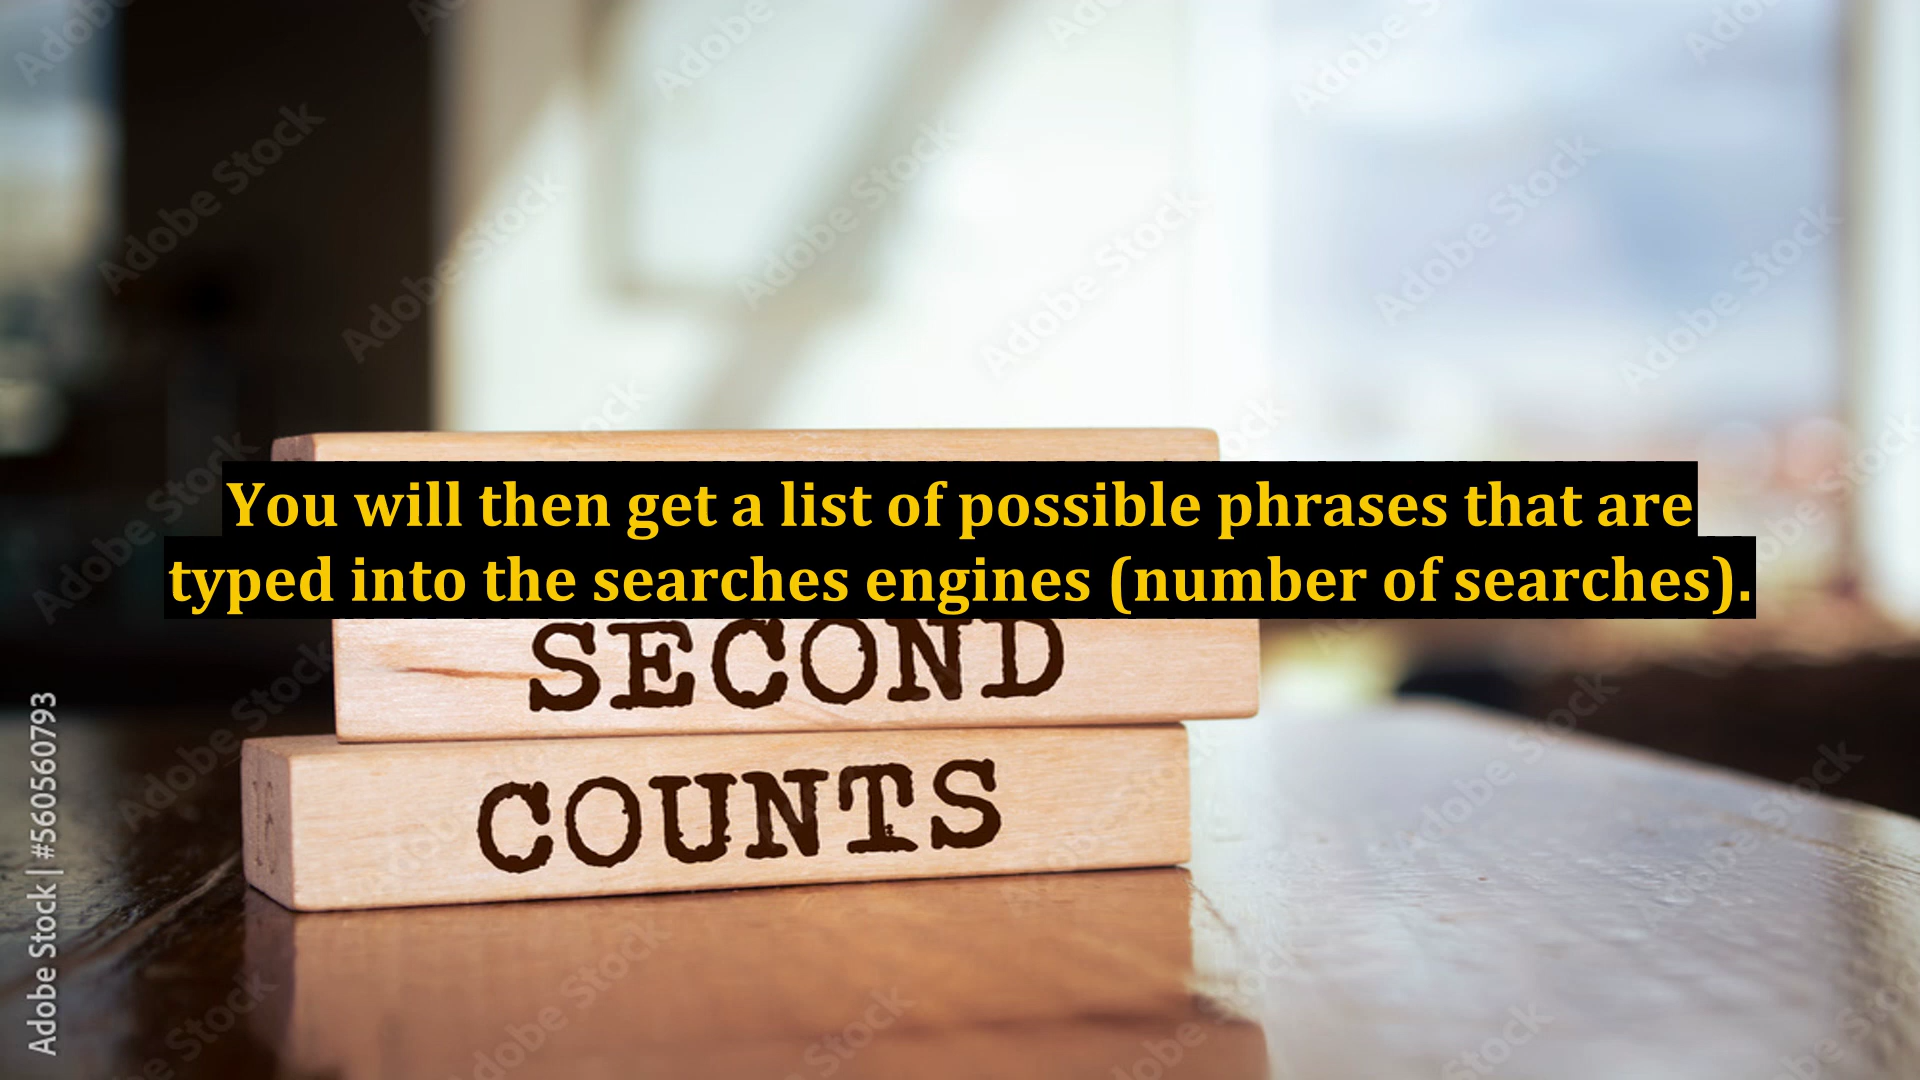 You will then get a list of possible phrases that are
typed into the searches engines (number of searches).
SECOND
COUNTS
Adobe Stock | #560560793